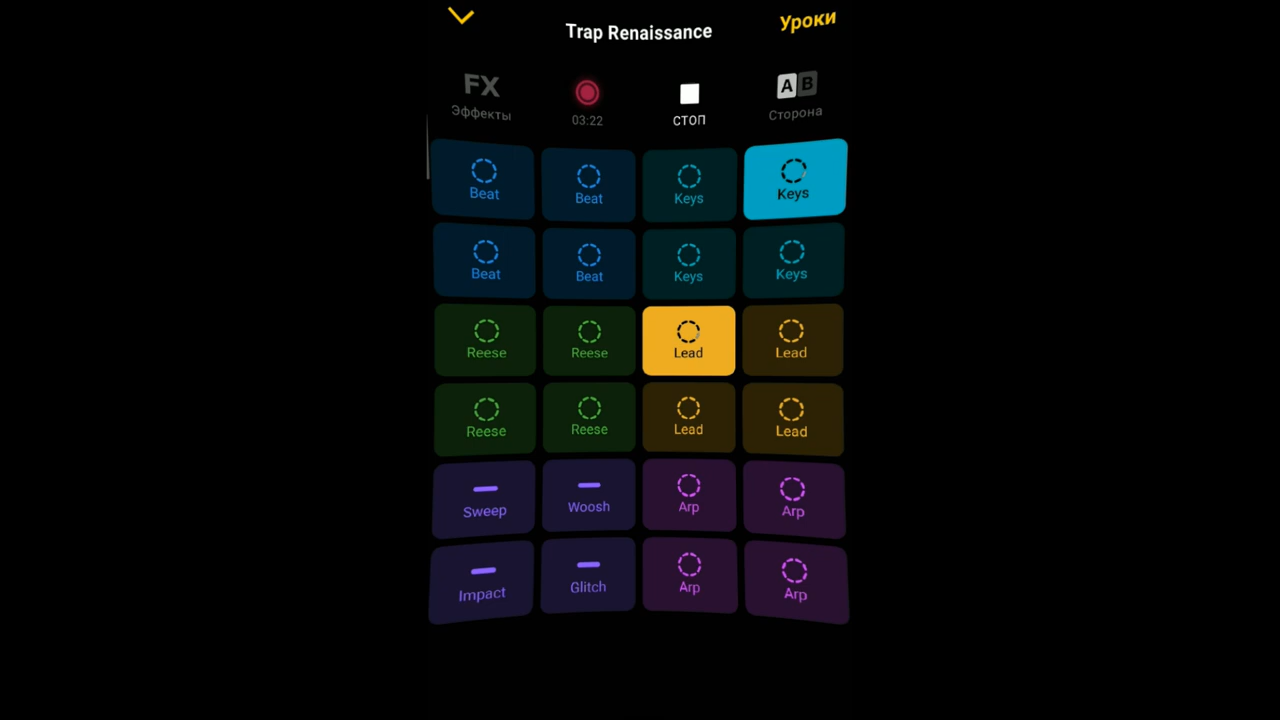 Trap Renaissance
Уроки
FX
Эффекты
03:22
СТОП
A B
Сторона
Beat
Beat
Keys
Keys
Beat
Beat
Keys
Keys
Reese
Reese
Lead
Lead
Reese
Reese
Lead
Lead
Sweep
Woosh
Arp
Arp
Impact
Glitch
Arp
Arp